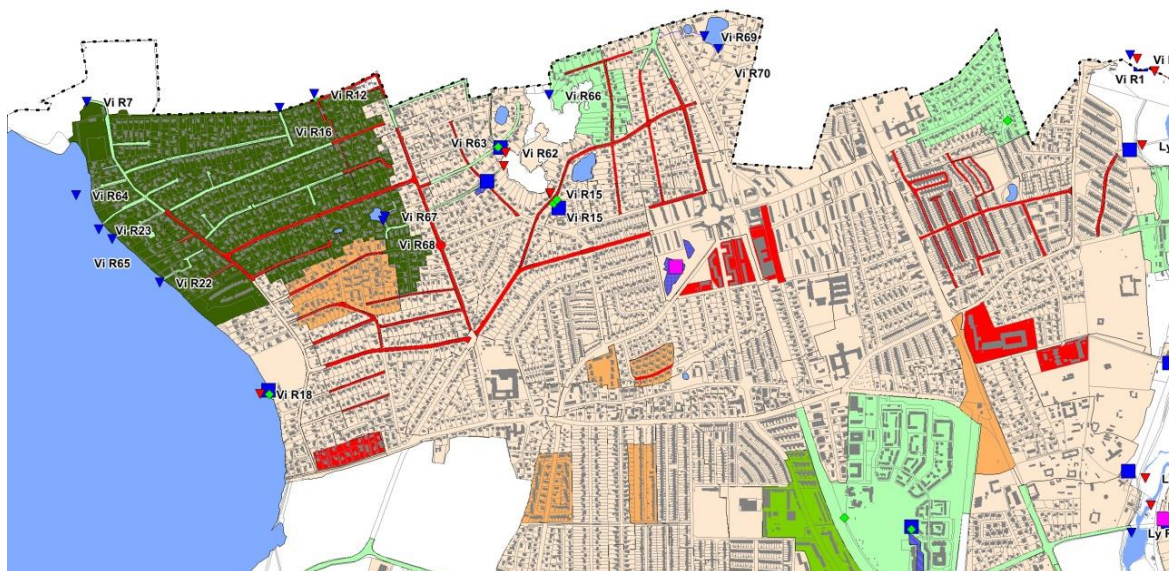 Vi R69
Vi R70
Vi R1
Vi R7
Vi R12
Vi R66
Vi R16
Vi R63
Vi R62
Vi R64
Vi R15
Vi R67
Vi R15
Vi R23
Vi R68
Vi R65
Vi R22
Vi R18